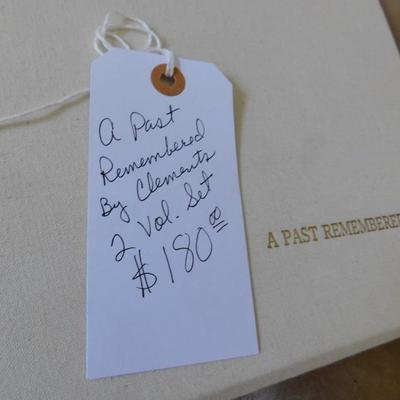 A Past
Remembered
By Clements
2 Vol. Set
$180.00
A PAST REMEMBERED